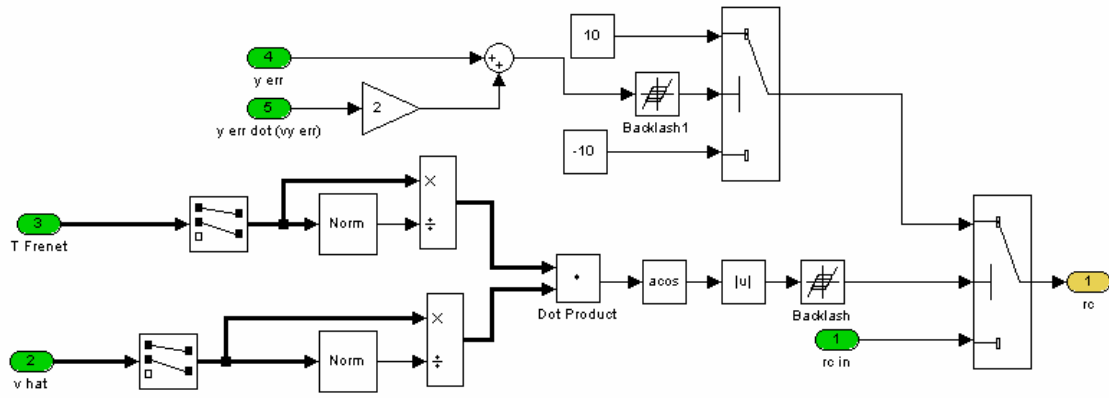 4
y err
5
y err dot (vy err)
2
+
+
10
Backlash1
-10
3
T Frenet
Norm
×
÷
2
v hat
Norm
×
÷
Dot Product
acos
|u|
Backlash
1
rc in
1
rc